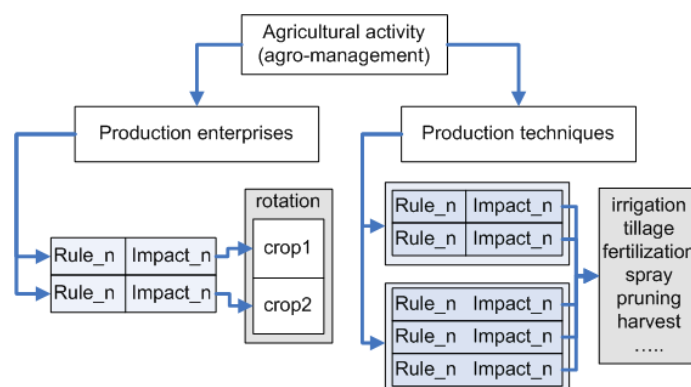 Agricultural activity
(agro-management)
Production enterprises
Production techniques
rotation
Rule_n Impact_n
Rule_n Impact_n
crop1
crop2
Rule_n Impact_n
Rule_n Impact_n
Rule_n Impact_n
Rule_n Impact_n
Rule_n Impact_n
irrigation
tillage
fertilization
spray
pruning
harvest
.....